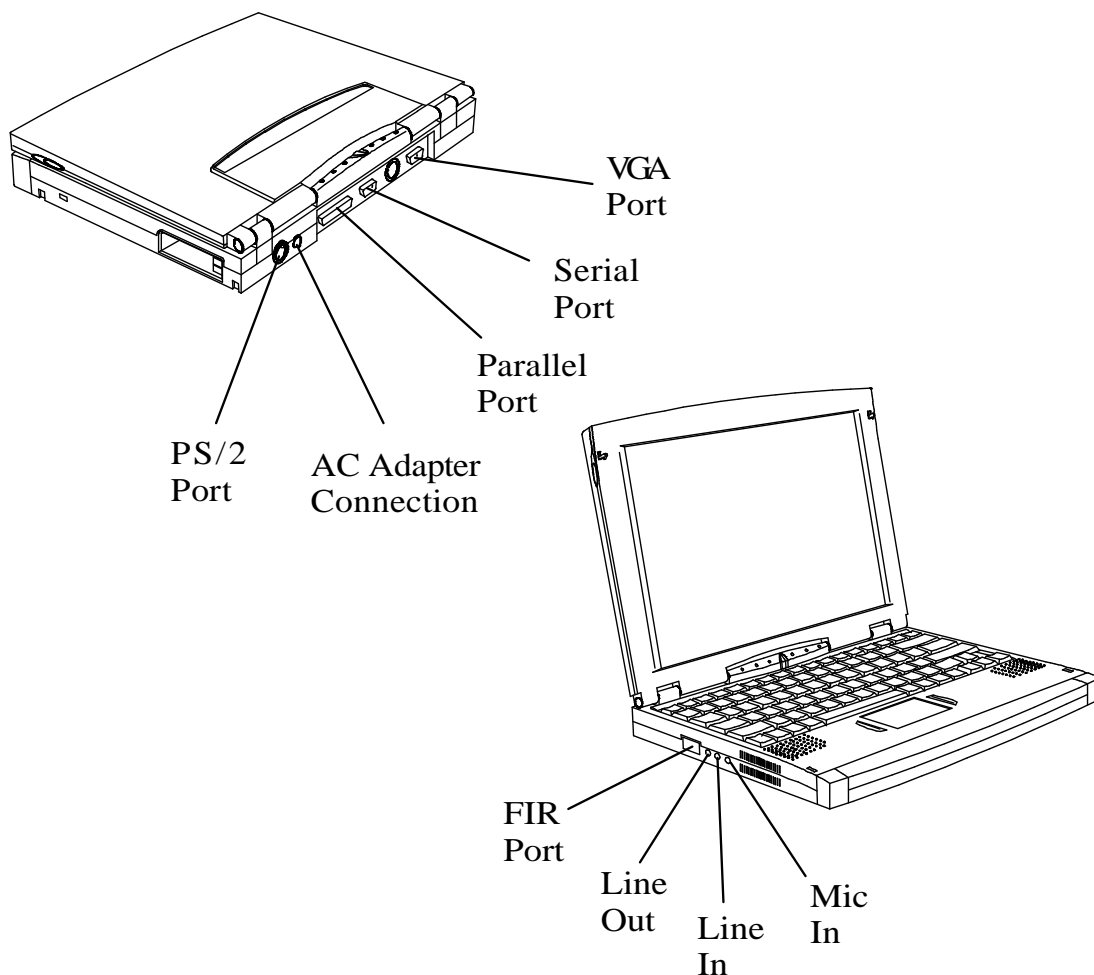 VGA
Port
Serial
Port
Parallel
Port
PS/2
Port
AC Adapter
Connection
FIR
Port
Line
Out
Line
In
Mic
In